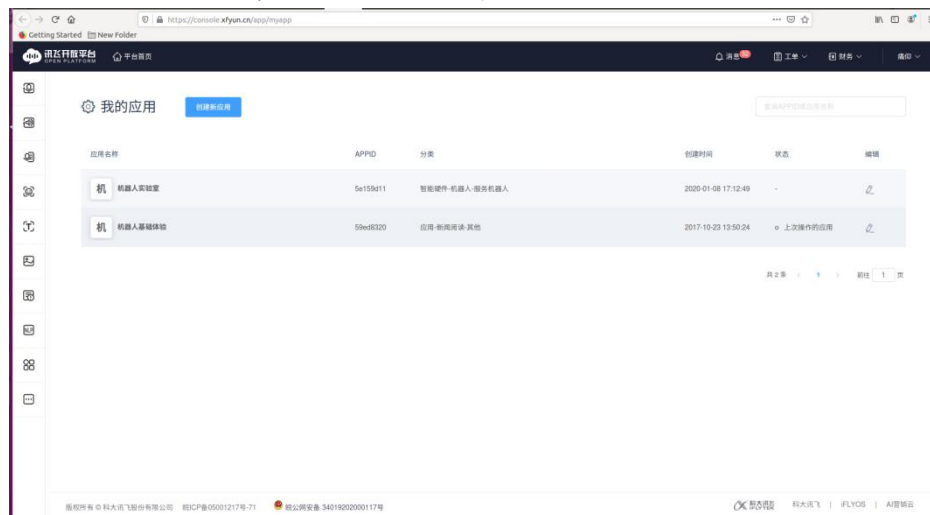 https://console.xfyun.cn/app/myapp
Getting Started New Folder
讯飞开放平台 OPEN PLATFORM 平台首页 消息 工单 财务
我的应用 创建新应用
应用名称 APPID 分类 创建时间 状态 编辑
机 机器人实验室 5e159d11 智能硬件-机器人-服务机器人 2020-01-08 17:12:49 -
机 机器人基础体验 59ed8320 应用-新闻阅读-其他 2017-10-23 13:50:24 上次操作的应用
共 2 条 1 前往 1 页
NLP
版权所有 © 科大讯飞股份有限公司 皖ICP备05001217号-71 皖公网安备 34019202000117号 科大讯飞 iFLYTEK 科大讯飞 | iFLYOS | AI营销云